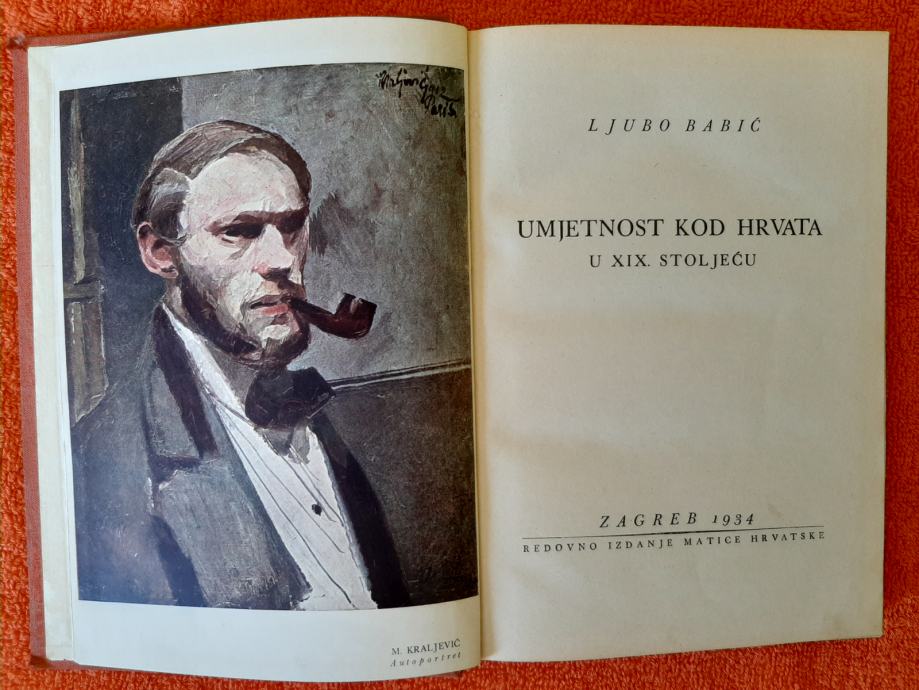 M. KRALJEVIĆ
Autoportret
LJUBO BABIĆ
UMJETNOST KOD HRVATA
U XIX. STOLJEĆU
ZAGREB 1934
REDOVNO IZDANJE MATICE HRVATSKE